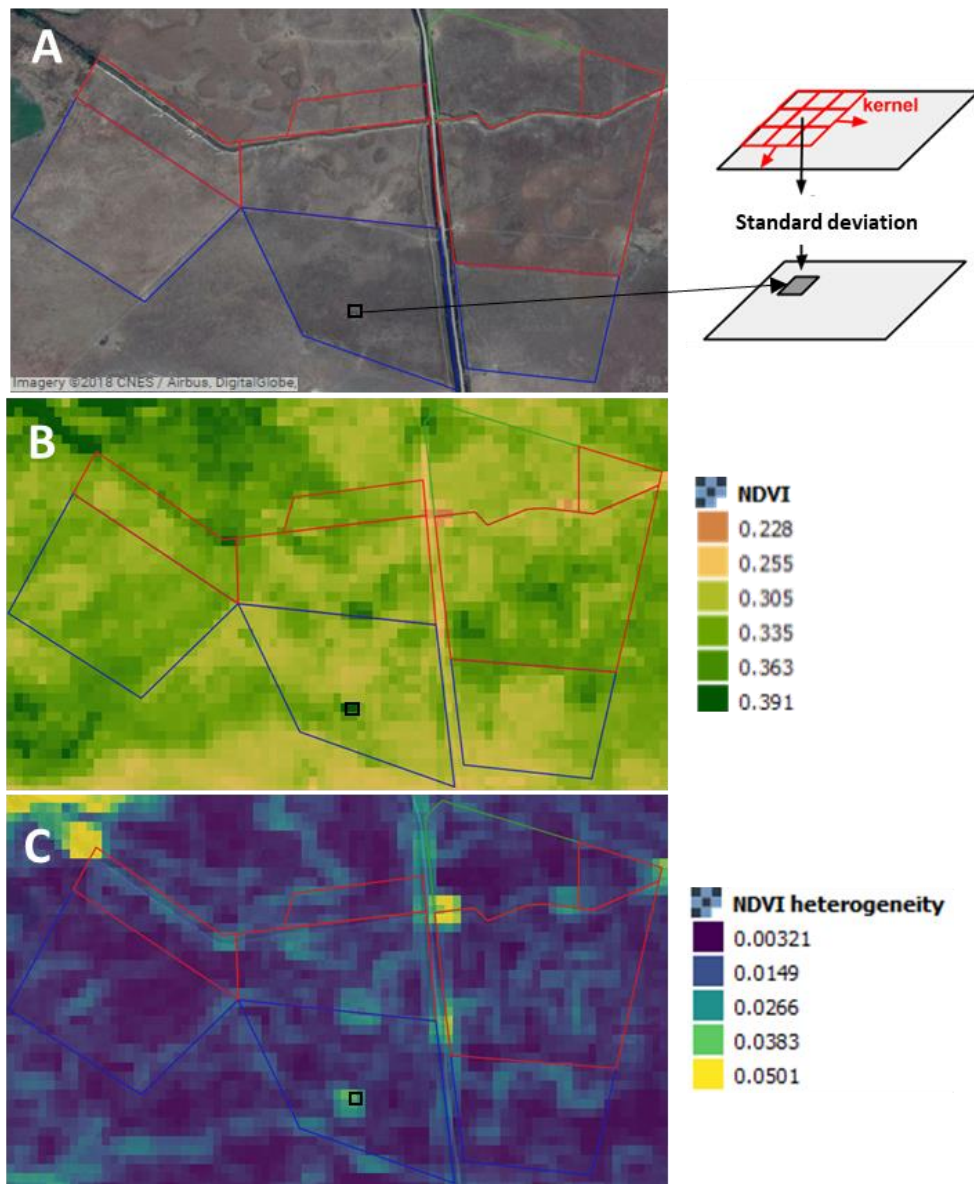 A
kernel
Standard deviation
Imagery ©2018 CNES / Airbus, DigitalGlobe,
B
NDVI
0.228
0.255
0.305
0.335
0.363
0.391
C
NDVI heterogeneity
0.00321
0.0149
0.0266
0.0383
0.0501